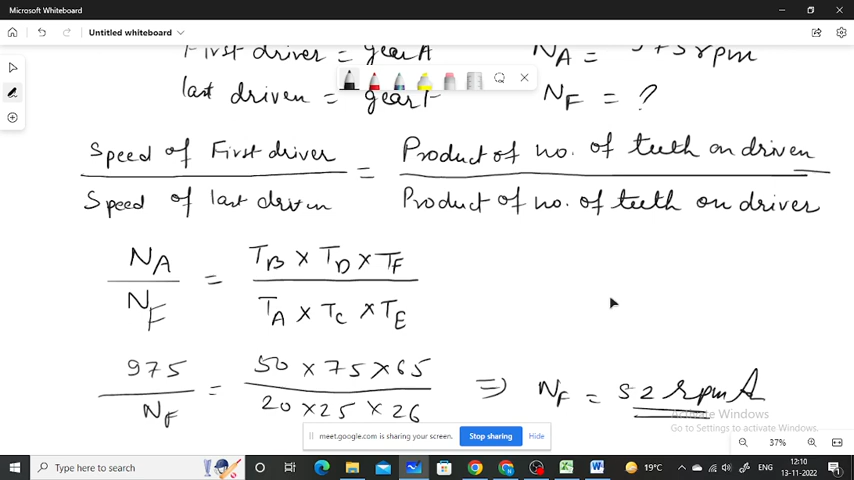 Microsoft Whiteboard
Untitled whiteboard
First driver = gear A
N_A = 975 rpm
last driven = gear F
N_F = ?
Speed of First driver / Speed of last driven = Product of no. of teeth on driven / Product of no. of teeth on driver
N_A / N_F = T_B × T_D × T_F / T_A × T_C × T_E
975 / N_F = 50 × 75 × 65 / 20 × 25 × 26 ⇒ N_F = 52 rpm A
Activate Windows
Go to Settings to activate Windows.
meet.google.com is sharing your screen.
Stop sharing
Hide
37%
Type here to search
19°C
ENG
12:10
13-11-2022